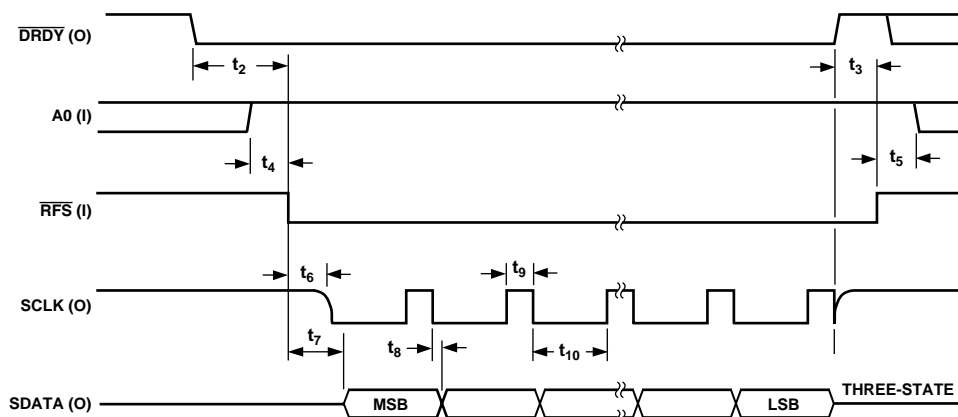 DRDY (O)
t2
t3
A0 (I)
t4
t5
RFS (I)
t6
t9
SCLK (O)
t7
t8
t10
SDATA (O)
MSB
LSB
THREE-STATE